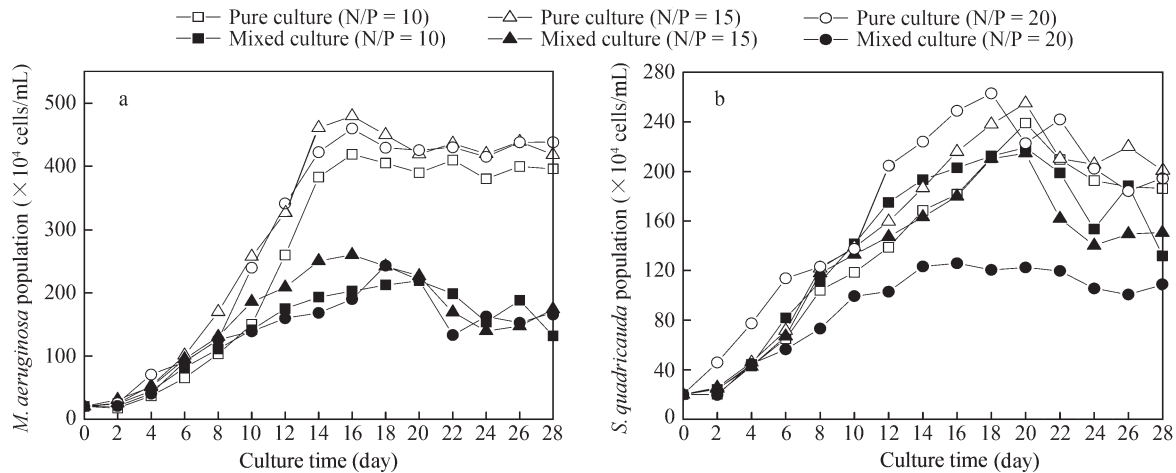 Pure culture (N/P = 10) Pure culture (N/P = 15) Pure culture (N/P = 20)
Mixed culture (N/P = 10) Mixed culture (N/P = 15) Mixed culture (N/P = 20)
a
M. aeruginosa population (×10⁴ cells/mL)
500
400
300
200
100
0
0 2 4 6 8 10 12 14 16 18 20 22 24 26 28
Culture time (day)
b
S. quadricauda population (×10⁴ cells/mL)
280
240
200
160
120
80
40
0
0 2 4 6 8 10 12 14 16 18 20 22 24 26 28
Culture time (day)